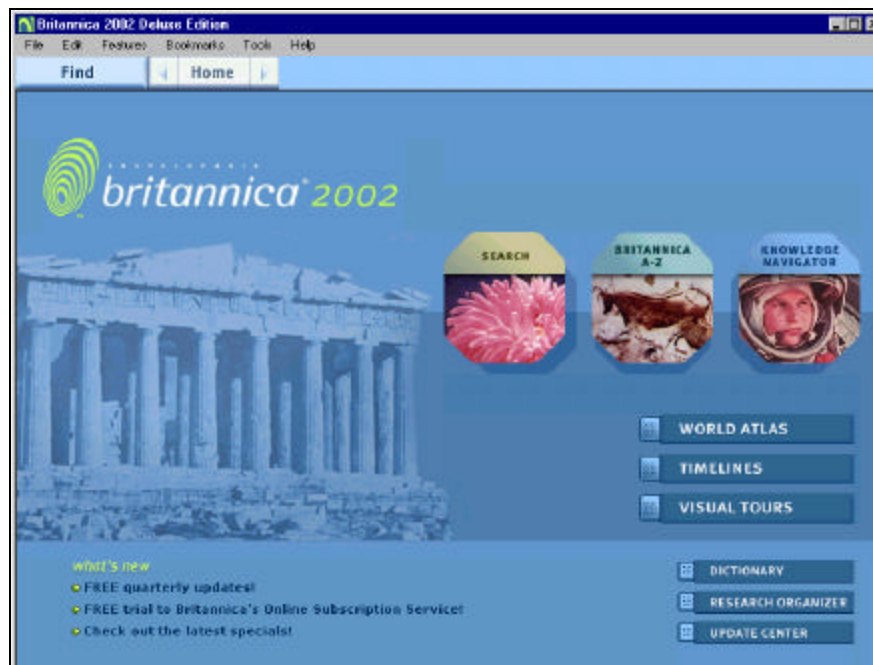 Britannica 2002 Deluxe Edition
File Edit Features Bookmarks Tools Help
Find Home
ENCYCLOPÆDIA
britannica® 2002
™
SEARCH
BRITANNICA
A-Z
KNOWLEDGE
NAVIGATOR
WORLD ATLAS
TIMELINES
VISUAL TOURS
what's new
FREE quarterly updates!
FREE trial to Britannica's Online Subscription Service!
Check out the latest specials!
DICTIONARY
RESEARCH ORGANIZER
UPDATE CENTER